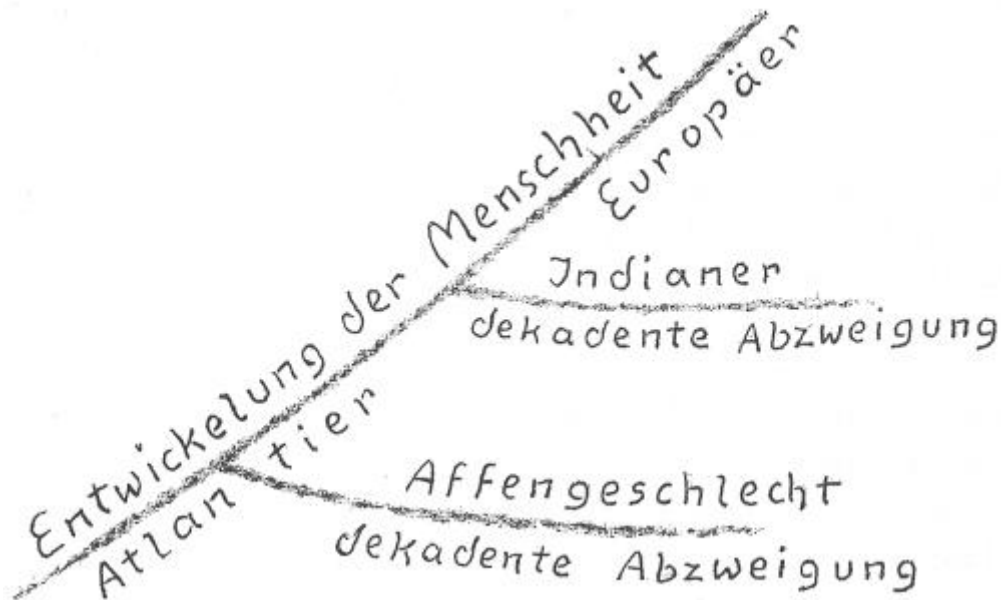 Entwickelung der Menschheit
Europäer
Indianer
dekadente Abzweigung
Atlantier
Affengeschlecht
dekadente Abzweigung